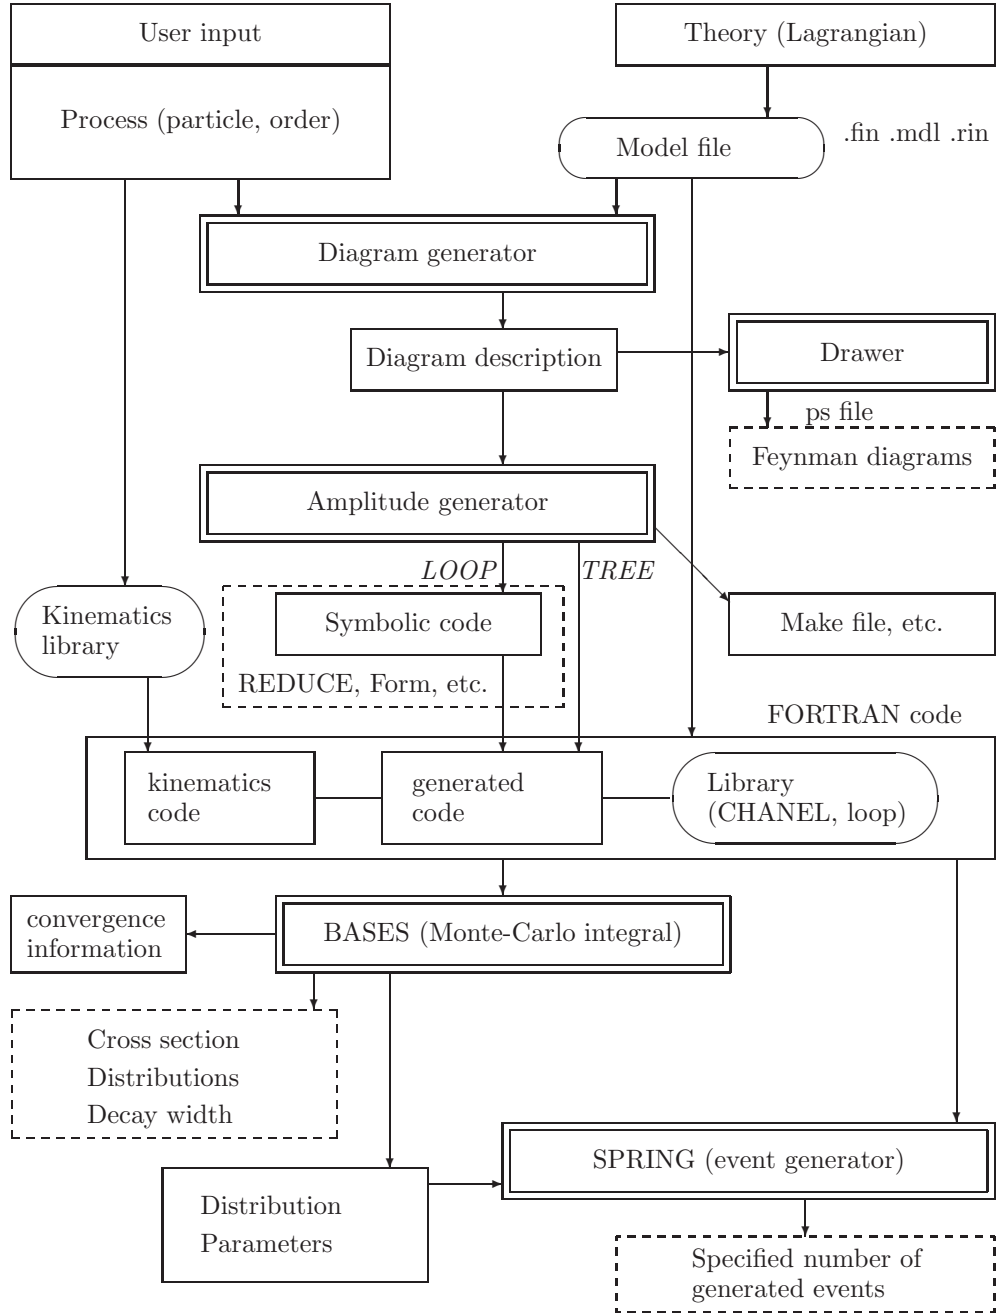 User input
Theory (Lagrangian)
Process (particle, order)
Model file
.fin .mdl .rin
Diagram generator
Diagram description
Drawer
ps file
Feynman diagrams
Amplitude generator
LOOP
TREE
Kinematics
library
Symbolic code
Make file, etc.
REDUCE, Form, etc.
FORTRAN code
kinematics
code
generated
code
Library
(CHANEL, loop)
convergence
information
BASES (Monte-Carlo integral)
Cross section
Distributions
Decay width
SPRING (event generator)
Distribution
Parameters
Specified number of
generated events